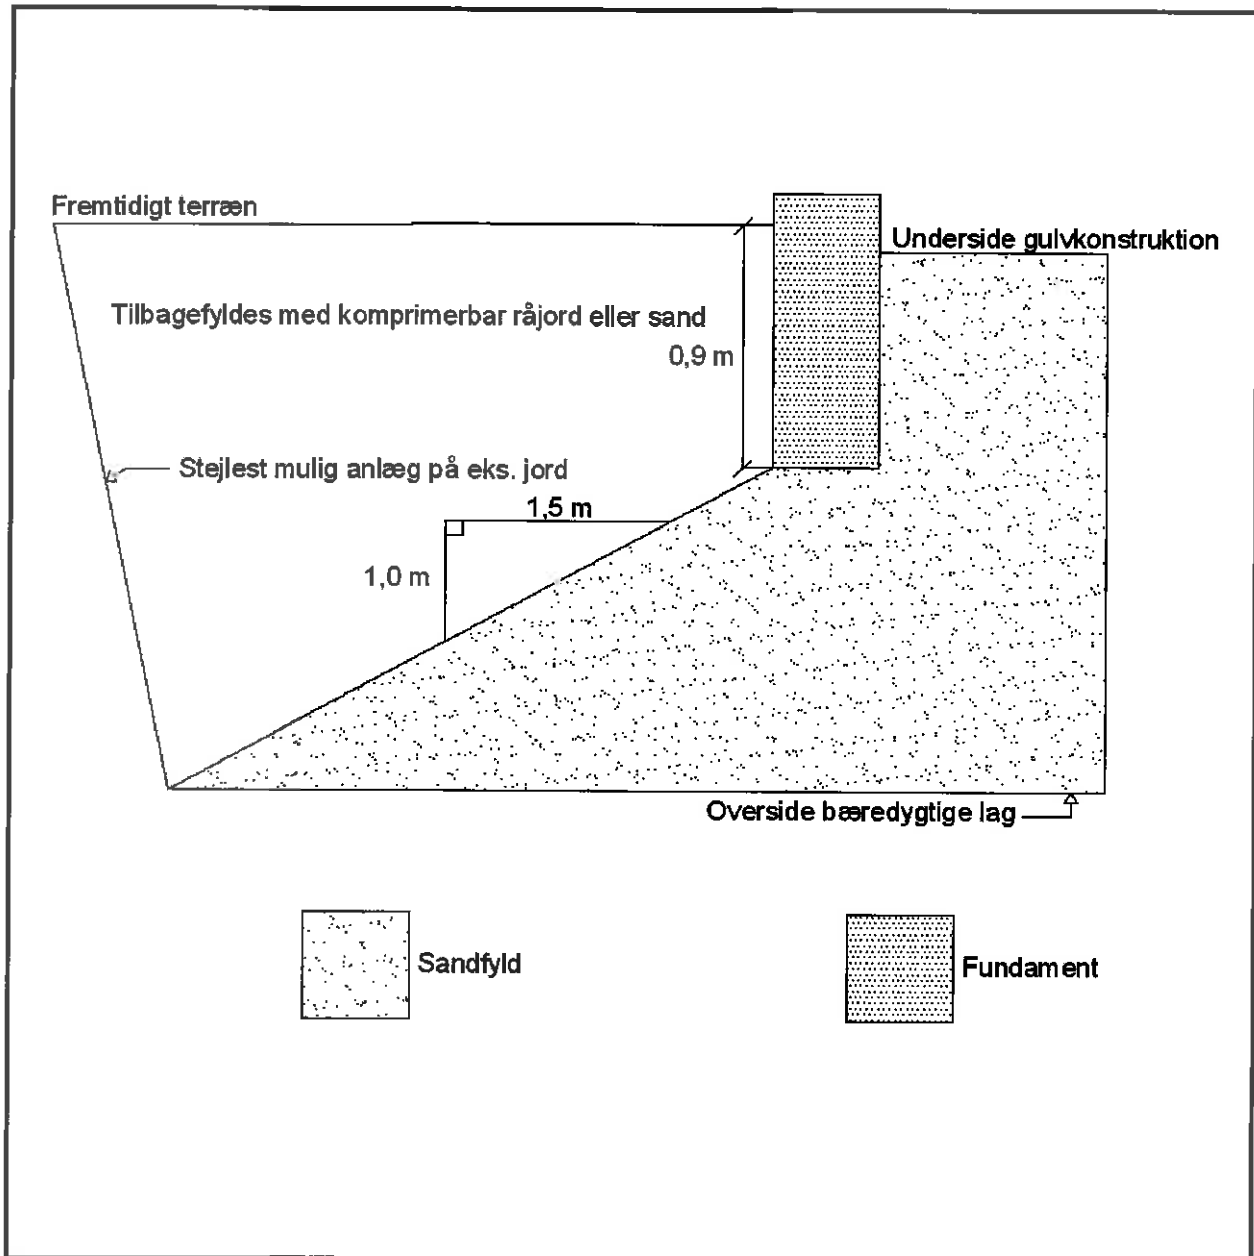 Fremtidigt terræn
Underside gulvkonstruktion
Tilbagefyldes med komprimerbar råjord eller sand
0,9 m
Stejlest mulig anlæg på eks. jord
1,5 m
1,0 m
Overside bæredygtige lag
Sandfyld
Fundament